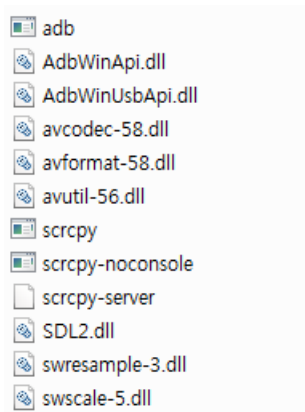 adb
AdbWinApi.dll
AdbWinUsbApi.dll
avcodec-58.dll
avformat-58.dll
avutil-56.dll
scrcpy
scrcpy-noconsole
scrcpy-server
SDL2.dll
swresample-3.dll
swscale-5.dll